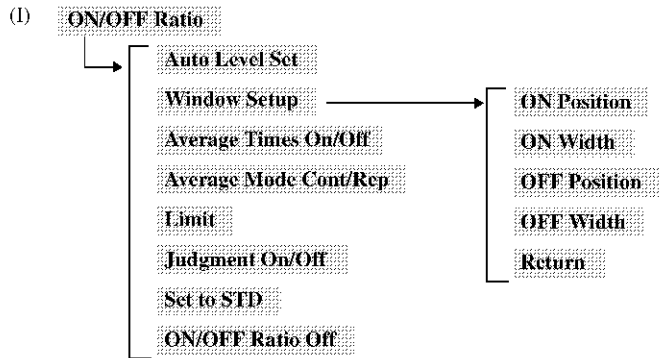 (I) ON/OFF Ratio
Auto Level Set
Window Setup
Average Times On/Off
Average Mode Cont/Rep
Limit
Judgment On/Off
Set to STD
ON/OFF Ratio Off
ON Position
ON Width
OFF Position
OFF Width
Return